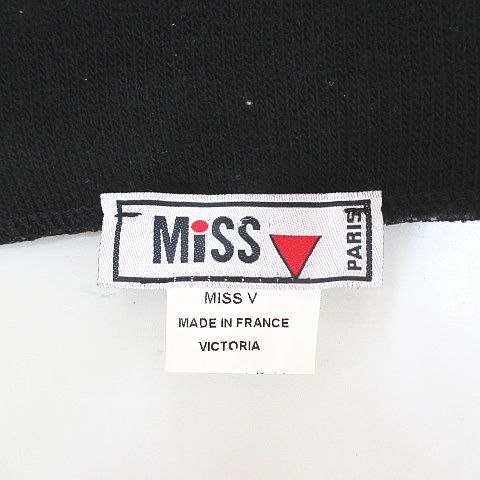 MiSS
PARIS
MISS V
MADE IN FRANCE
VICTORIA